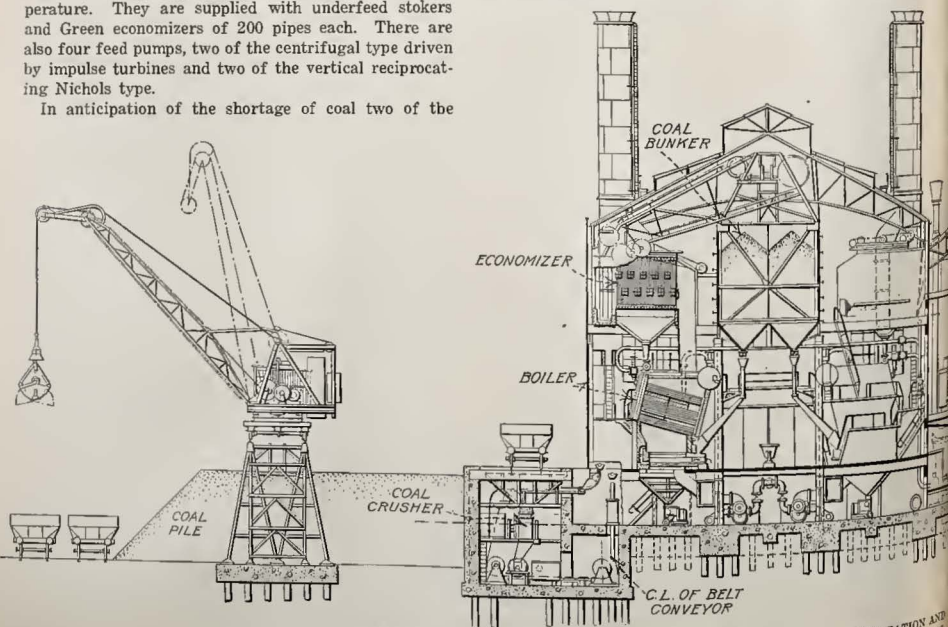 perature. They are supplied with underfeed stokers
and Green economizers of 200 pipes each. There are
also four feed pumps, two of the centrifugal type driven
by impulse turbines and two of the vertical reciprocat-
ing Nichols type.
In anticipation of the shortage of coal two of the
COAL
BUNKER
ECONOMIZER
BOILER
COAL
CRUSHER
COAL
PILE
C.L. OF BELT
CONVEYOR
AND